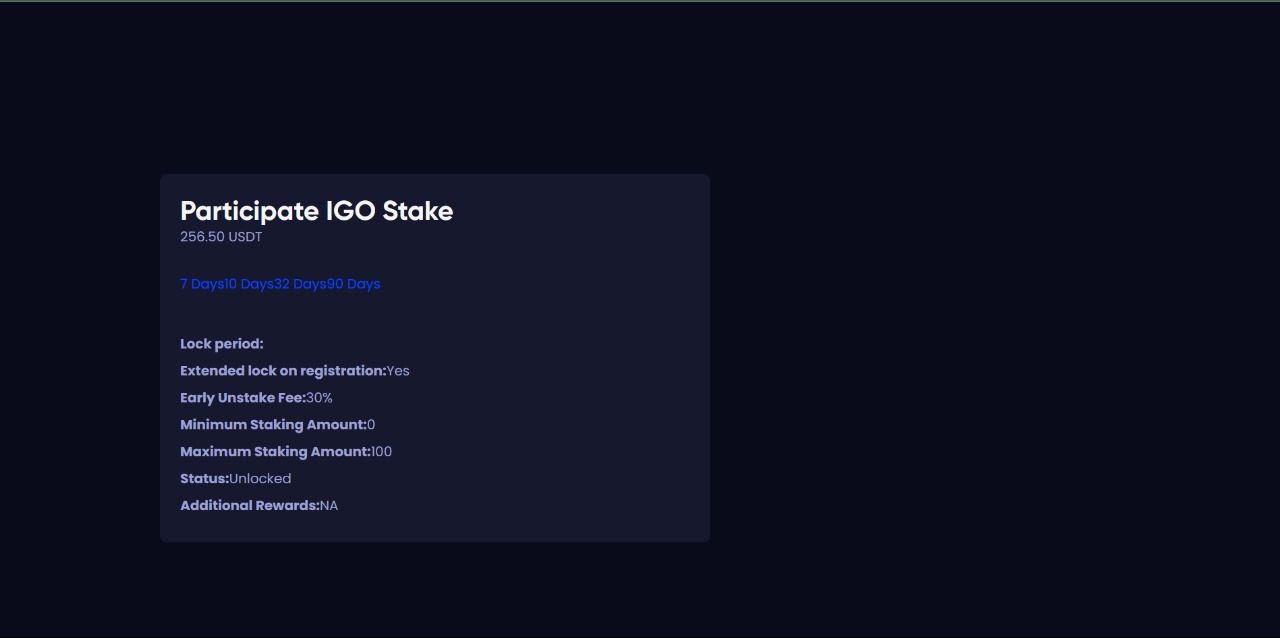 Participate IGO Stake
256.50 USDT
7 Days10 Days32 Days90 Days
Lock period:
Extended lock on registration:Yes
Early Unstake Fee:30%
Minimum Staking Amount:0
Maximum Staking Amount:100
Status:Unlocked
Additional Rewards:NA